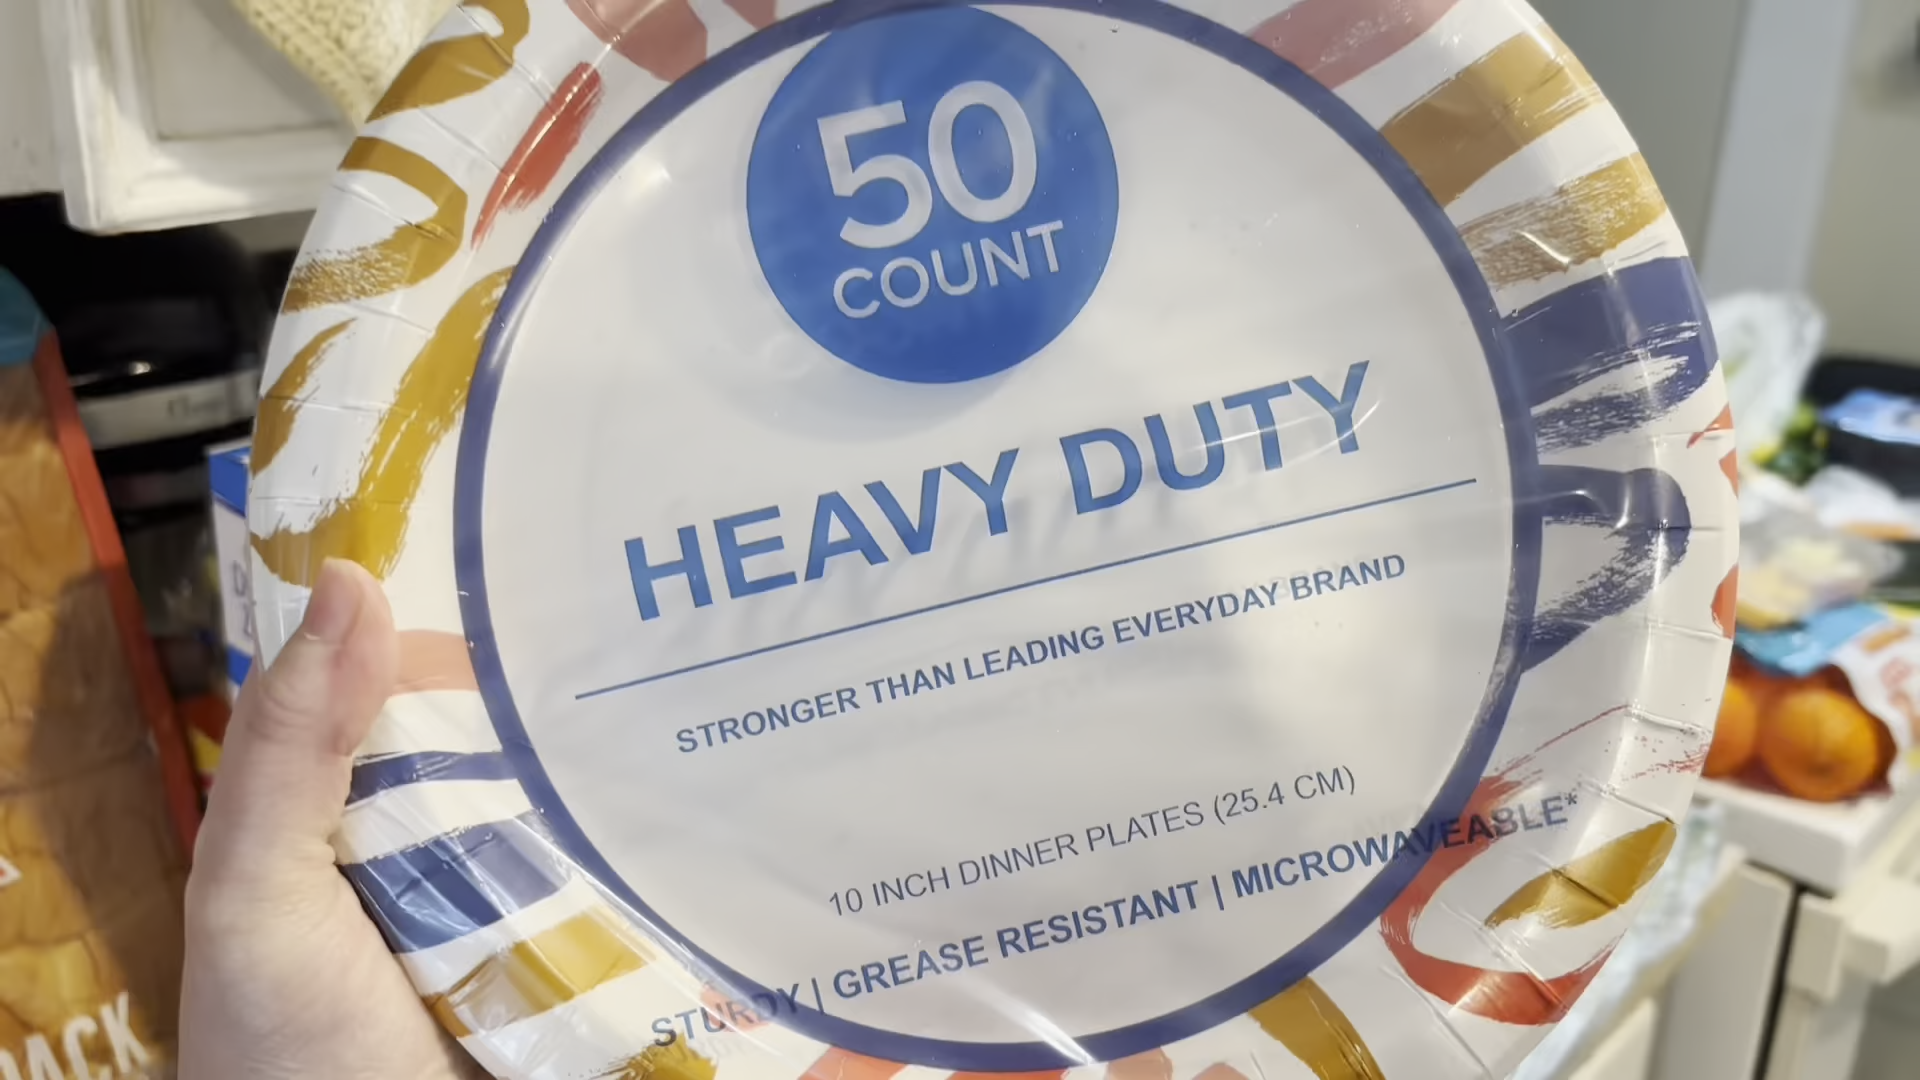 50
COUNT
HEAVY DUTY
STRONGER THAN LEADING EVERYDAY BRAND
10 INCH DINNER PLATES (25.4 CM)
STURDY | GREASE RESISTANT | MICROWAVEABLE*